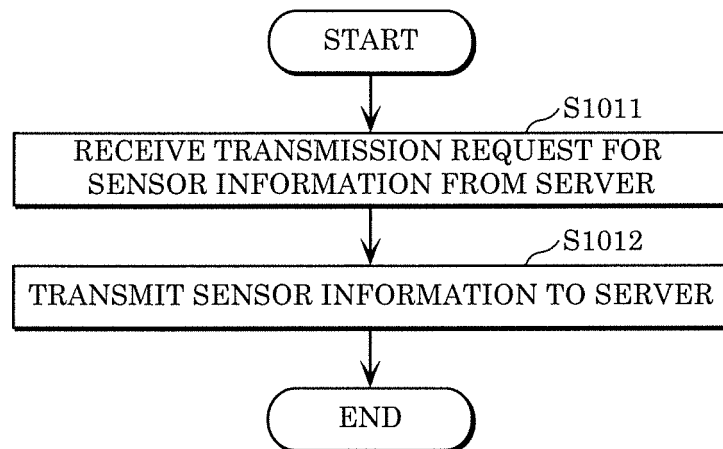 START
S1011
RECEIVE TRANSMISSION REQUEST FOR
SENSOR INFORMATION FROM SERVER
S1012
TRANSMIT SENSOR INFORMATION TO SERVER
END